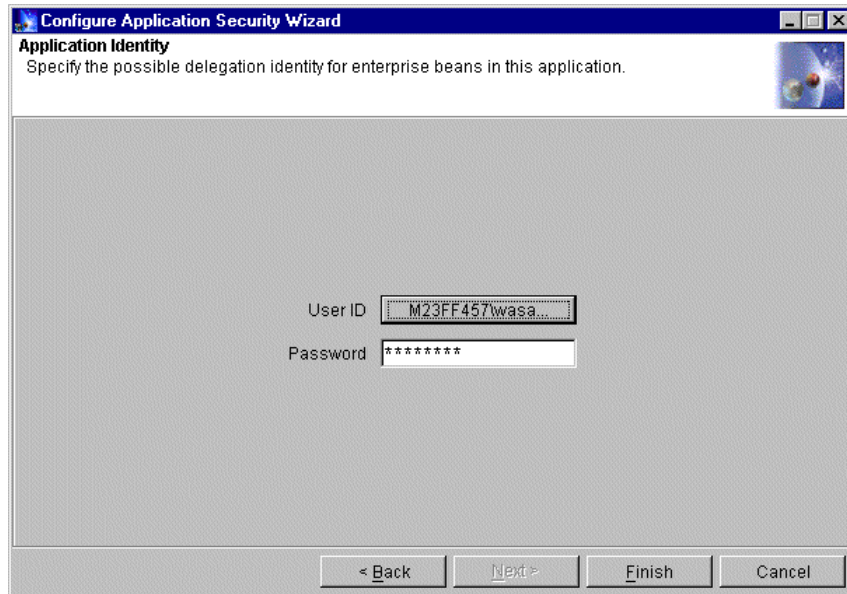 Configure Application Security Wizard
Application Identity
Specify the possible delegation identity for enterprise beans in this application.
User ID M23FF457\wasa...
Password ********
< Back Next > Finish Cancel